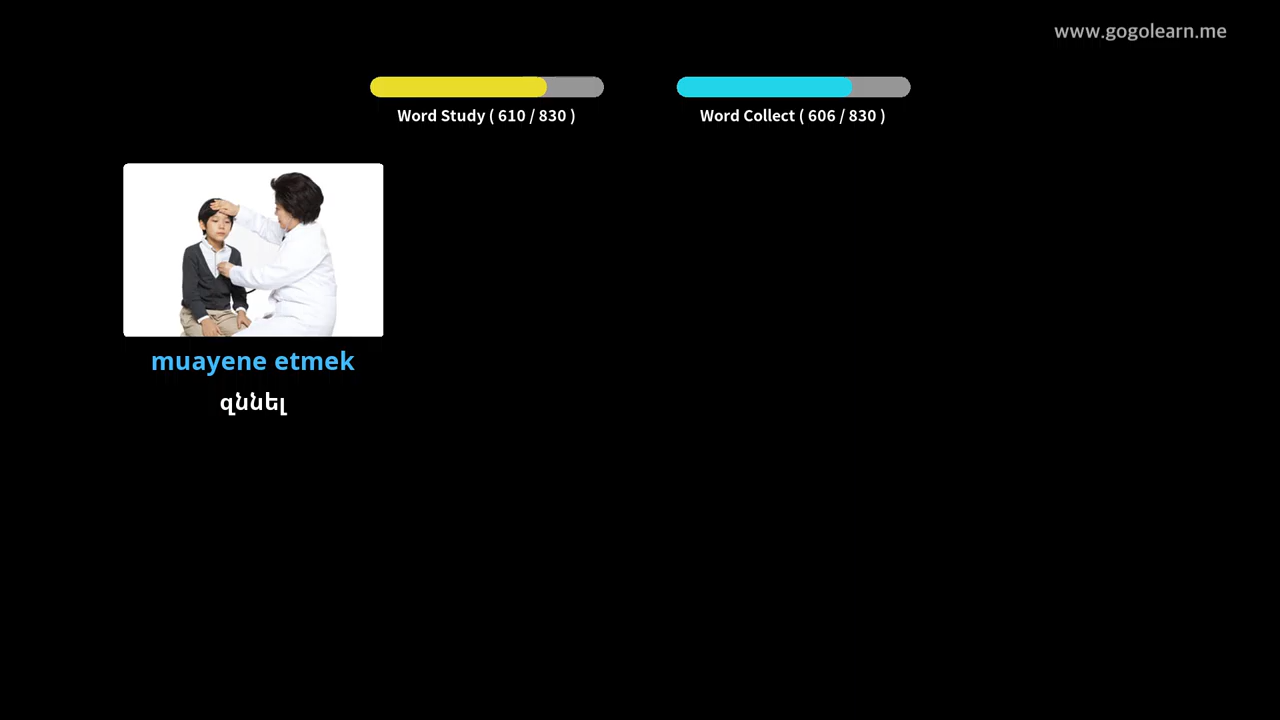 www.gogolearn.me
Word Study ( 610 / 830 )
Word Collect ( 606 / 830 )
muayene etmek
զննել